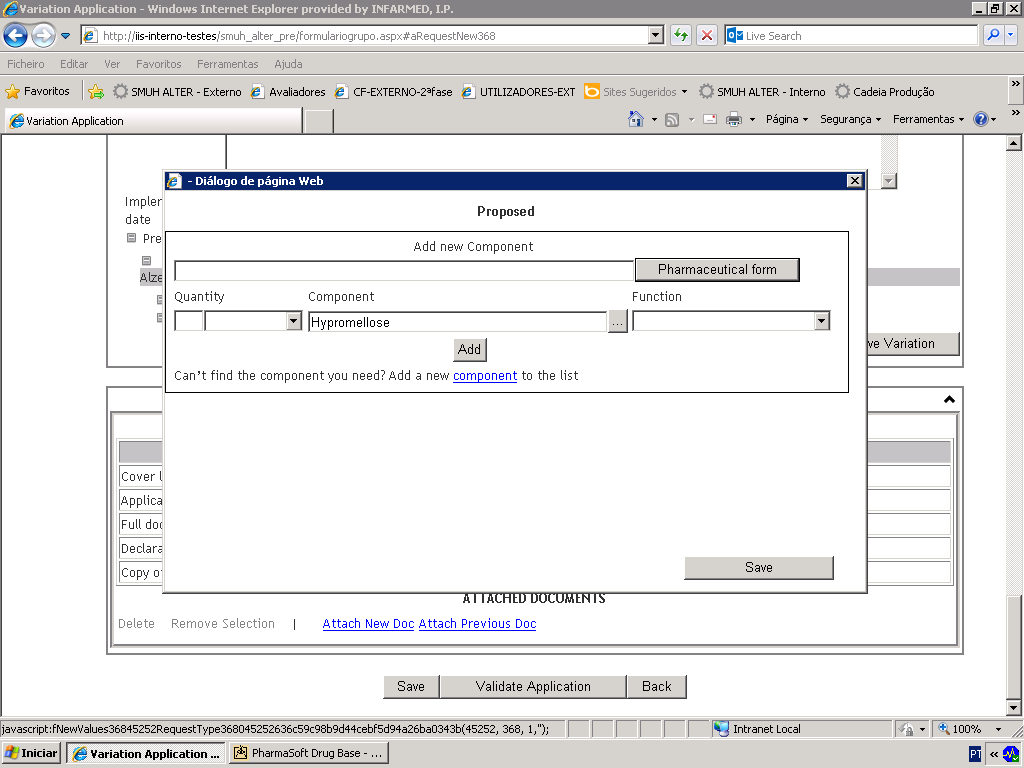 Variation Application - Windows Internet Explorer provided by INFARMED, I.P.
http://iis-interno-testes/smuh_alter_pre/formulariogrupo.aspx#aRequestNew368
Live Search
Ficheiro Editar Ver Favoritos Ferramentas Ajuda
Favoritos SMUH ALTER - Externo Avaliadores CF-EXTERNO-2ªfase UTILIZADORES-EXT Sites Sugeridos SMUH ALTER - Interno Cadeia Produção
Variation Application
Página Segurança Ferramentas
- Diálogo de página Web
Proposed
Implem
date
Pre
Alze
Add new Component
Pharmaceutical form
Quantity Component Function
Hypromellose ...
Add
Can't find the component you need? Add a new component to the list
ve Variation
Cover L
Applica
Full doc
Declara
Copy o
Save
ATTACHED DOCUMENTS
Delete Remove Selection | Attach New Doc Attach Previous Doc
Save Validate Application Back
javascript:fNewValues36845252RequestType368045252636c59c98b9d44cebf5d94a26ba0343b(45252, 368, 1,'');
Intranet Local
100%
Iniciar Variation Application ... PharmaSoft Drug Base - ... PT «